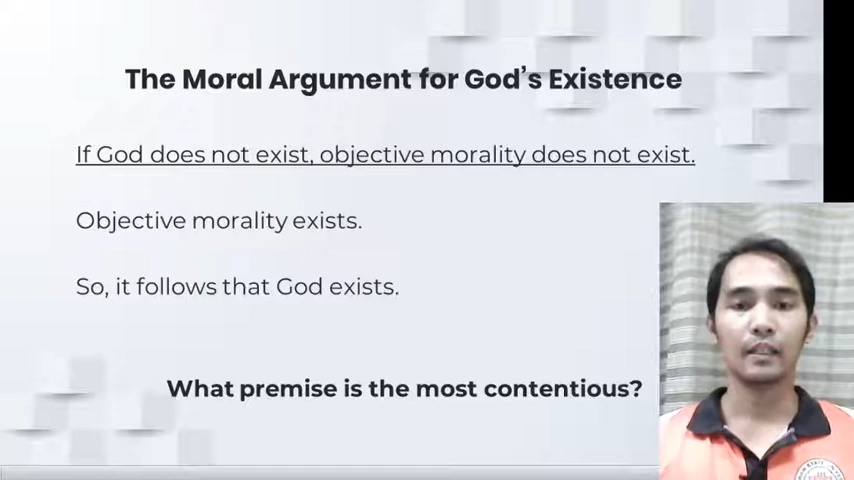 The Moral Argument for God’s Existence
If God does not exist, objective morality does not exist.
Objective morality exists.
So, it follows that God exists.
What premise is the most contentious?